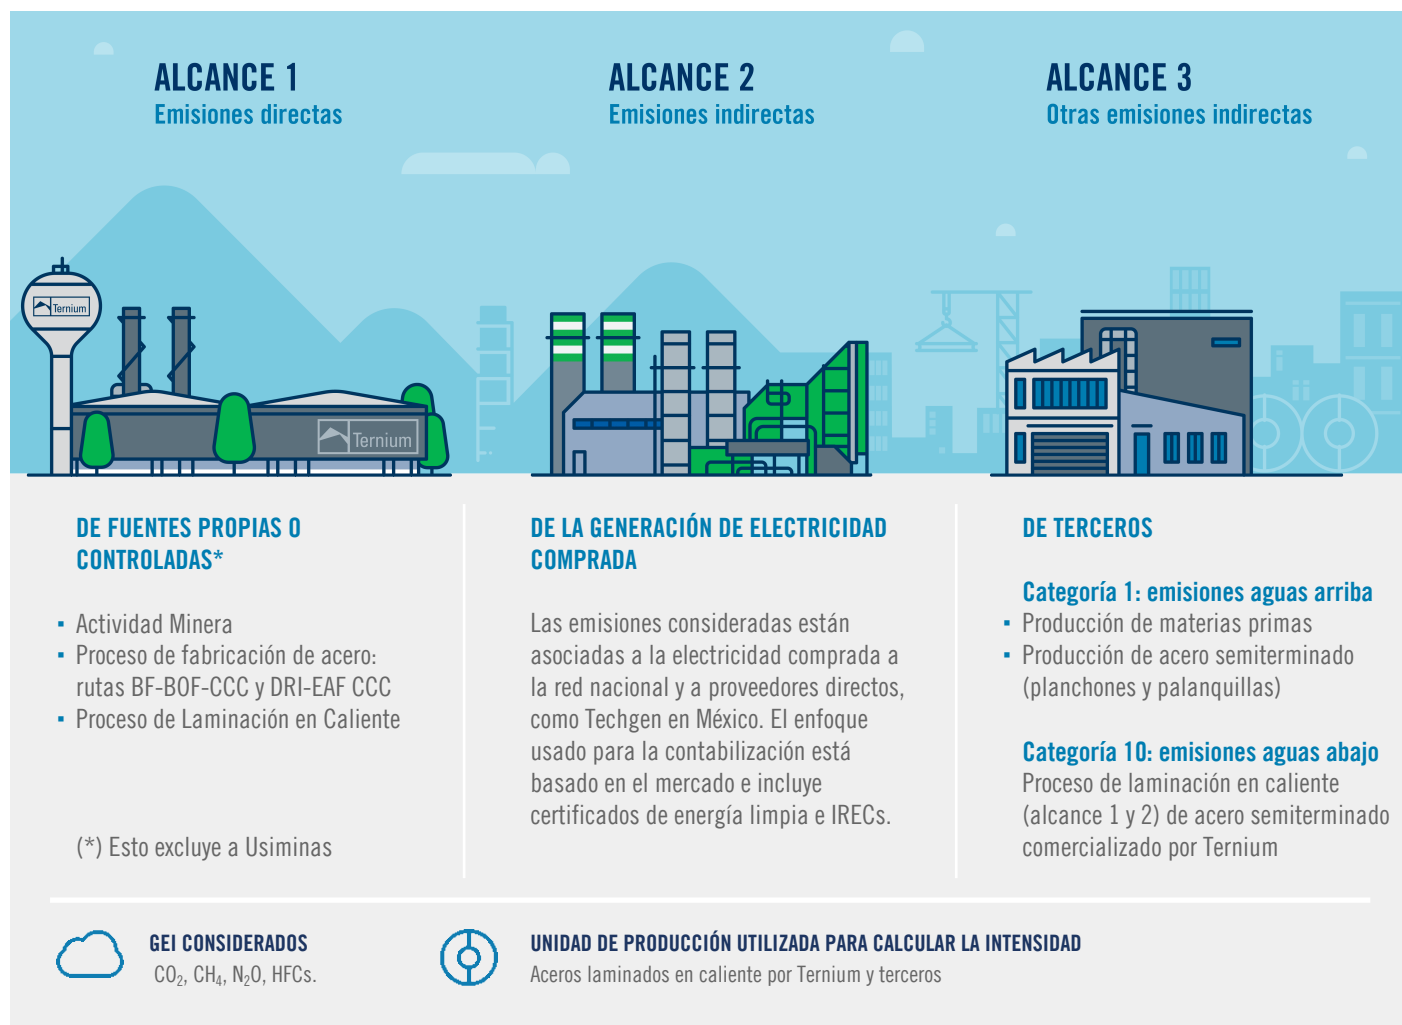 ALCANCE 1
Emisiones directas
ALCANCE 2
Emisiones indirectas
ALCANCE 3
Otras emisiones indirectas
Ternium
Ternium
DE FUENTES PROPIAS O
CONTROLADAS*
▪ Actividad Minera
▪ Proceso de fabricación de acero:
rutas BF-BOF-CCC y DRI-EAF CCC
▪ Proceso de Laminación en Caliente
(*) Esto excluye a Usiminas
DE LA GENERACIÓN DE ELECTRICIDAD
COMPRADA
Las emisiones consideradas están
asociadas a la electricidad comprada a
la red nacional y a proveedores directos,
como Techgen en México. El enfoque
usado para la contabilización está
basado en el mercado e incluye
certificados de energía limpia e IRECs.
DE TERCEROS
Categoría 1: emisiones aguas arriba
▪ Producción de materias primas
▪ Producción de acero semiterminado
(planchones y palanquillas)
Categoría 10: emisiones aguas abajo
Proceso de laminación en caliente
(alcance 1 y 2) de acero semiterminado
comercializado por Ternium
GEI CONSIDERADOS
CO₂, CH₄, N₂O, HFCs.
UNIDAD DE PRODUCCIÓN UTILIZADA PARA CALCULAR LA INTENSIDAD
Aceros laminados en caliente por Ternium y terceros